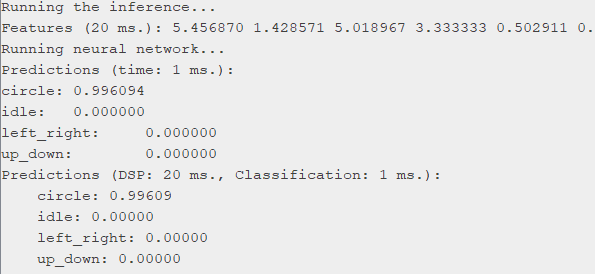 Running the inference...
Features (20 ms.): 5.456870 1.428571 5.018967 3.333333 0.502911 0.
Running neural network...
Predictions (time: 1 ms.):
circle: 0.996094
idle: 0.000000
left_right: 0.000000
up_down: 0.000000
Predictions (DSP: 20 ms., Classification: 1 ms.):
circle: 0.99609
idle: 0.00000
left_right: 0.00000
up_down: 0.00000